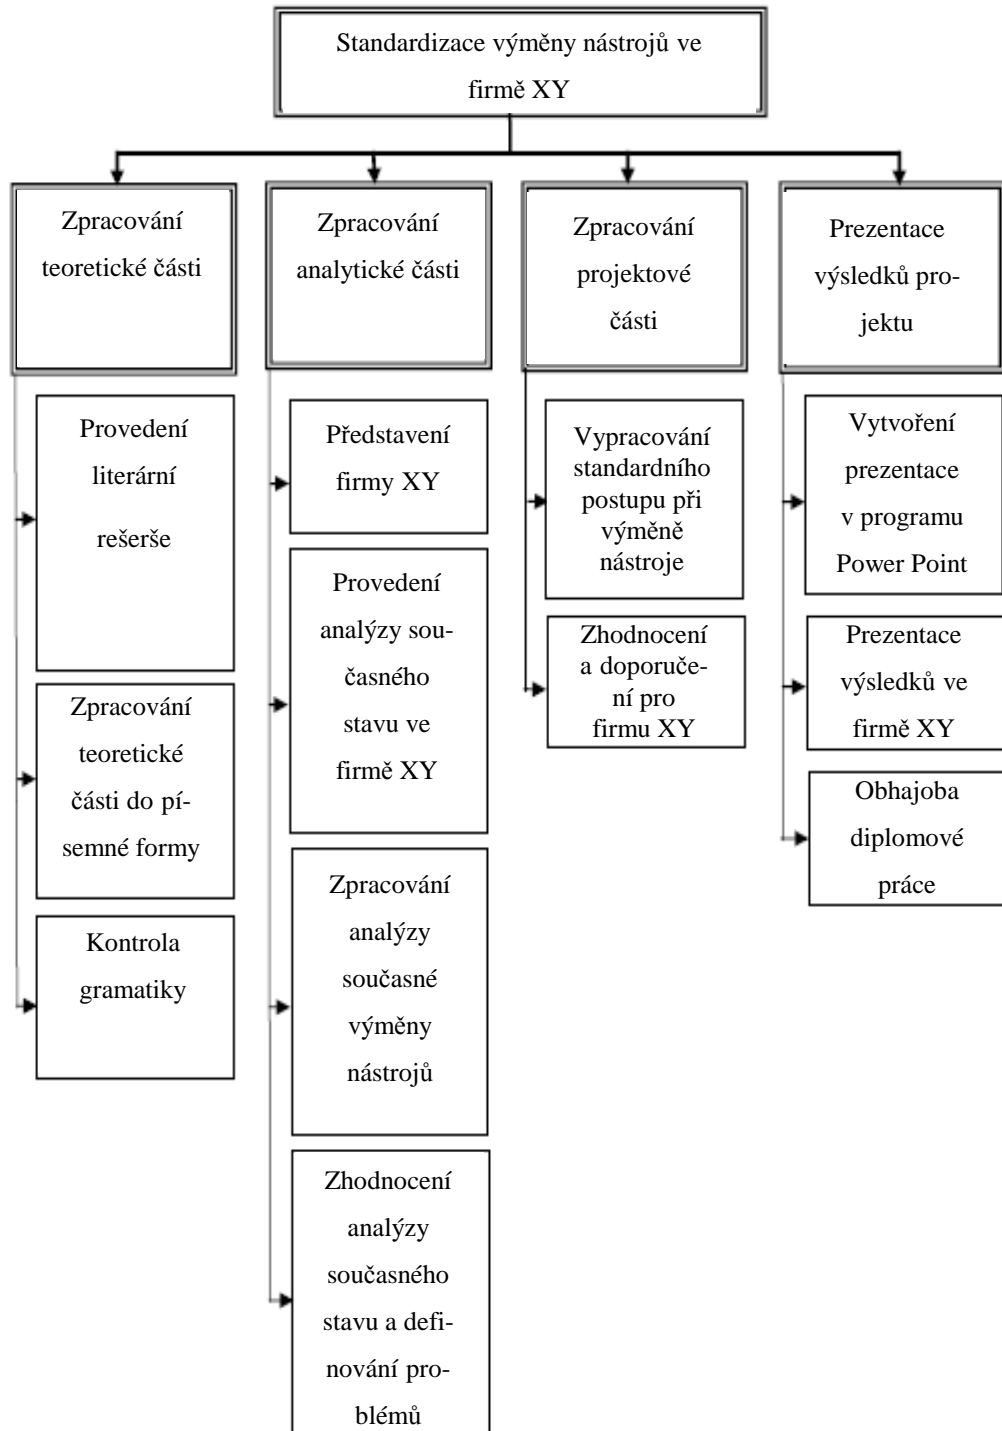 Standardizace výměny nástrojů ve
firmě XY
Zpracování
teoretické části
Zpracování
analytické části
Zpracování
projektové
části
Prezentace
výsledků pro-
jektu
Provedení
literární
rešerše
Zpracování
teoretické
části do pí-
semné formy
Kontrola
gramatiky
Představení
firmy XY
Provedení
analýzy sou-
časného
stavu ve
firmě XY
Zpracování
analýzy
současné
výměny
nástrojů
Zhodnocení
analýzy
současného
stavu a defi-
nování pro-
blémů
Vypracování
standardního
postupu při
výměně
nástroje
Zhodnocení
a doporuče-
ní pro
firmu XY
Vytvoření
prezentace
v programu
Power Point
Prezentace
výsledků ve
firmě XY
Obhajoba
diplomové
práce